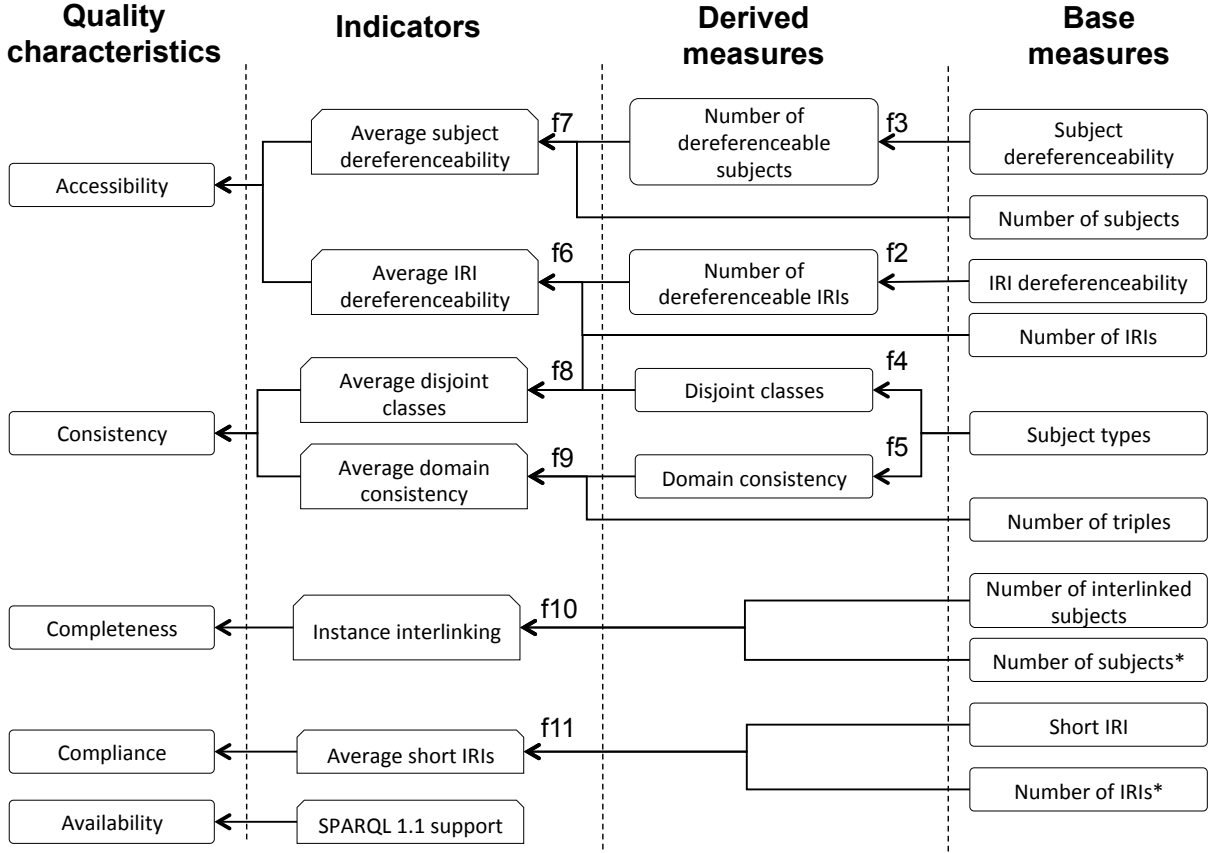 Quality
characteristics
Indicators
Derived
measures
Base
measures
Average subject
dereferenceability
f7
Number of
dereferenceable
subjects
f3
Subject
dereferenceability
Accessibility
Number of subjects
Average IRI
dereferenceability
f6
Number of
dereferenceable IRIs
f2
IRI dereferenceability
Number of IRIs
Average disjoint
classes
f8
Disjoint classes
f4
Consistency
Subject types
Average domain
consistency
f9
Domain consistency
f5
Number of triples
Number of interlinked
subjects
Completeness
Instance interlinking
f10
Number of subjects*
Short IRI
Compliance
Average short IRIs
f11
Number of IRIs*
Availability
SPARQL 1.1 support